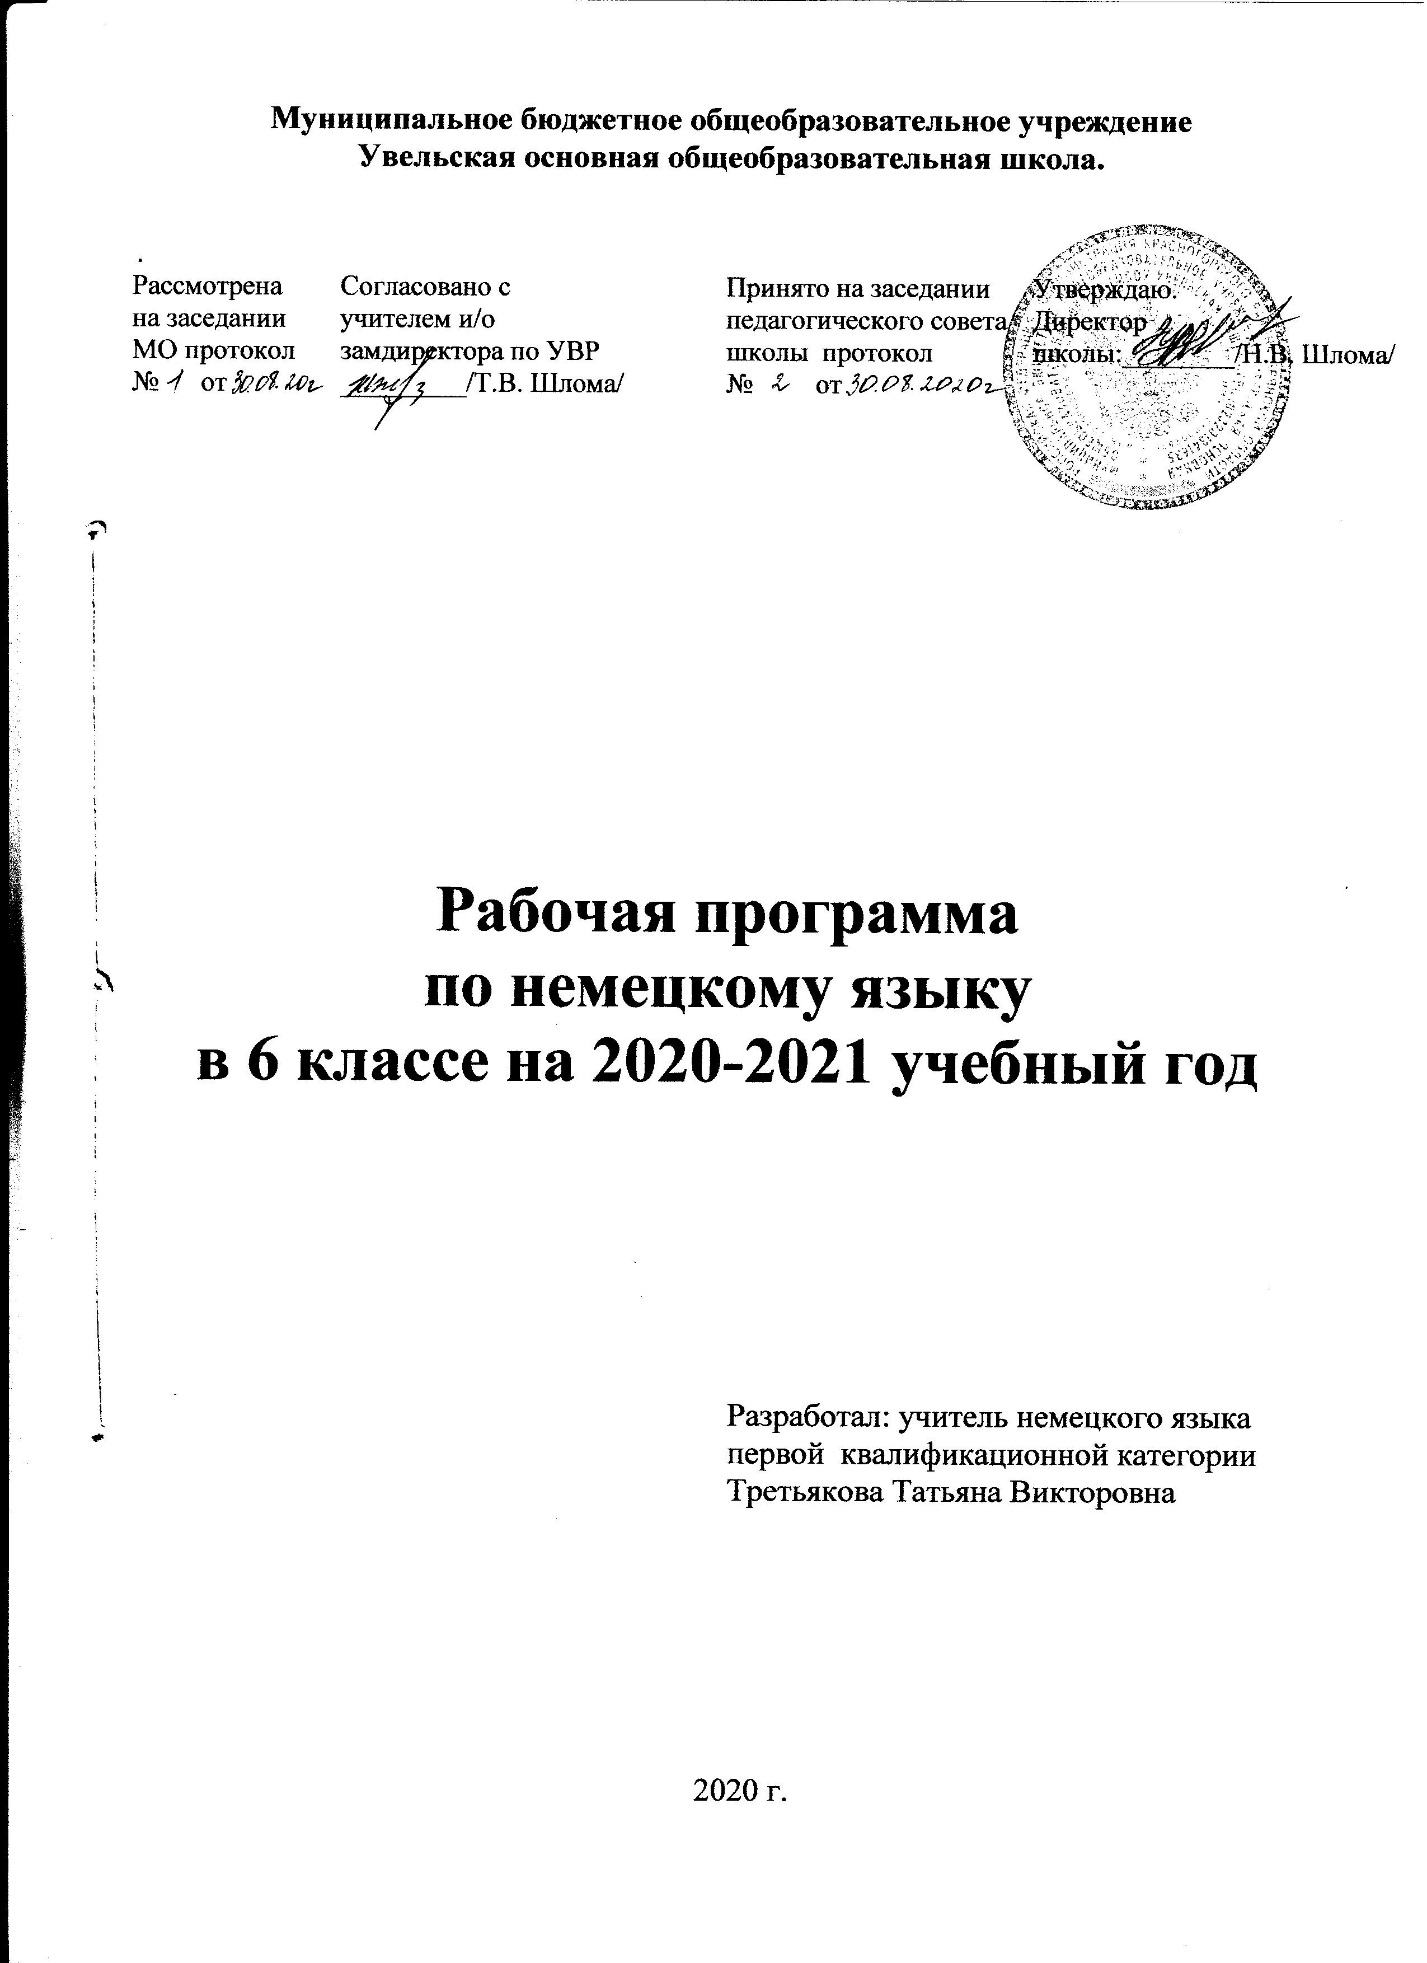 Муниципальное бюджетное общеобразовательное учреждение
Увельская основная общеобразовательная школа.
Рассмотрена
на заседании
МО протокол
№ 1 от 30.08.20г
Согласовано с
учителем и/о
замдиректора по УВР
/Т.В. Шлома/
Принято на заседании
педагогического совета
школы протокол
№ 2 от 30.08.2020г
Утверждаю.
Директор
школы: /Н.В. Шлома/
Рабочая программа
по немецкому языку
в 6 классе на 2020-2021 учебный год
Разработал: учитель немецкого языка
первой квалификационной категории
Третьякова Татьяна Викторовна
2020 г.